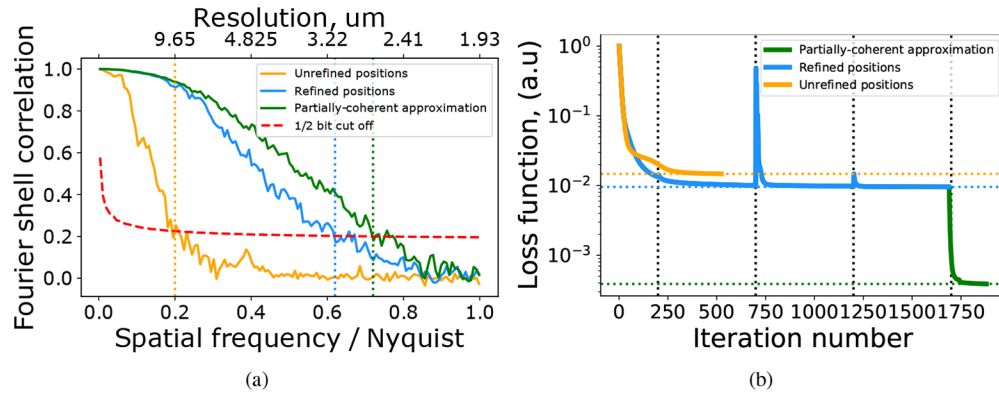 Resolution, um
9.65 4.825 3.22 2.41 1.93
Fourier shell correlation
1.0
0.8
0.6
0.4
0.2
0.0
Unrefined positions
Refined positions
Partially-coherent approximation
1/2 bit cut off
0.0 0.2 0.4 0.6 0.8 1.0
Spatial frequency / Nyquist
(a)
Loss function, (a.u)
10⁰
10⁻¹
10⁻²
10⁻³
Partially-coherent approximation
Refined positions
Unrefined positions
0 250 500 750 1000 1250 1500 1750
Iteration number
(b)